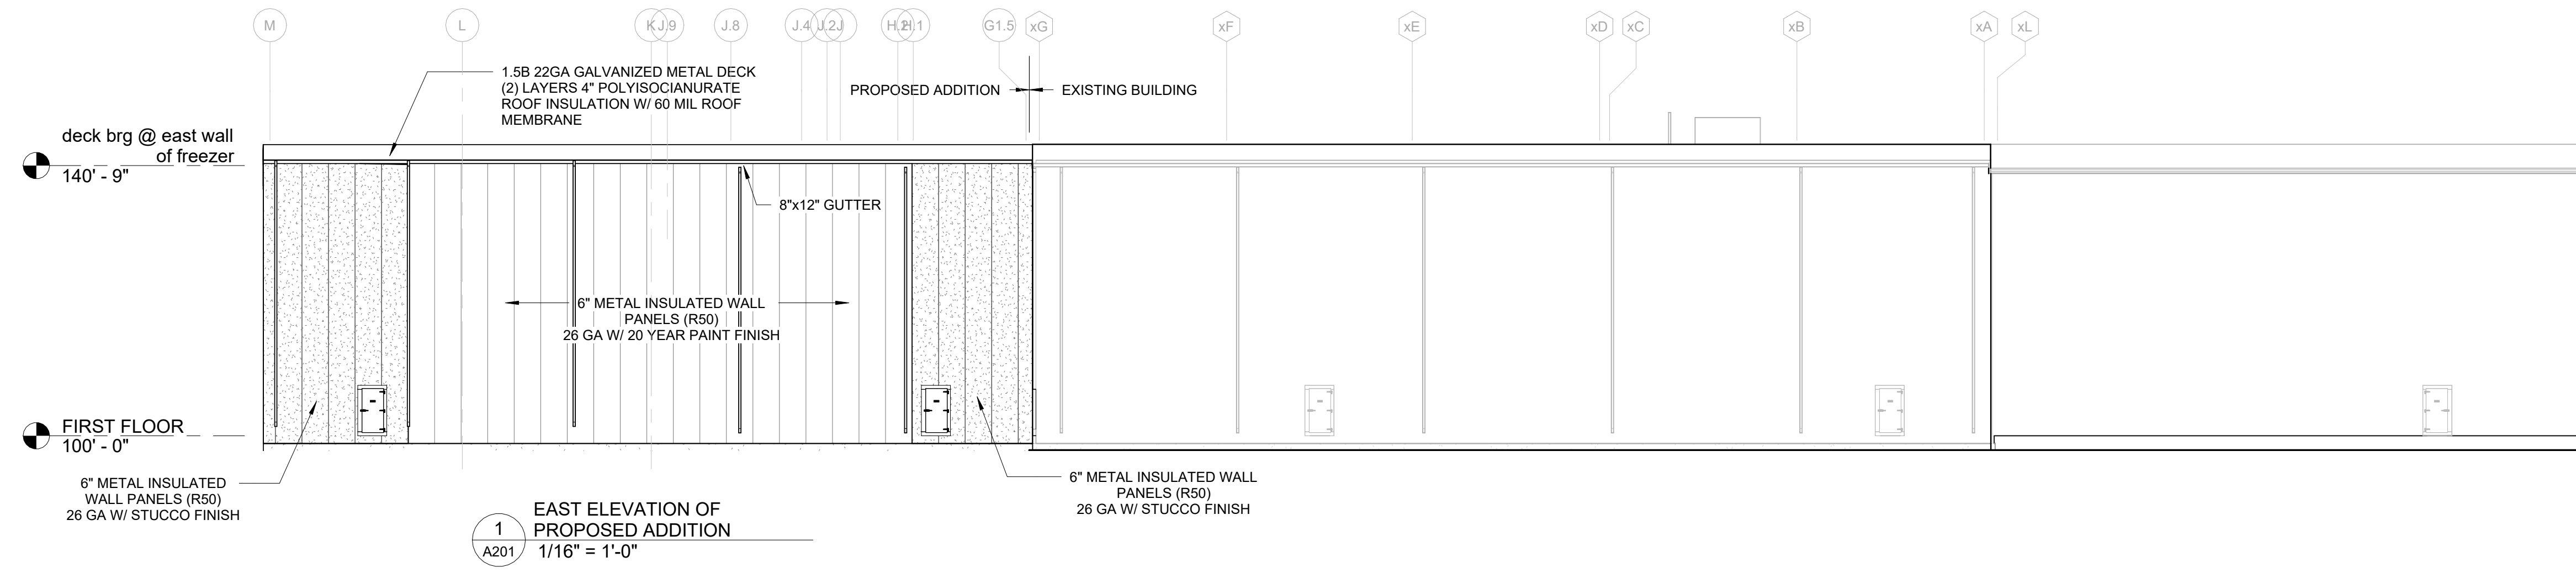 M
L
K
J.9
J.8
J.4
J.2
J
H.2
H.1
G1.5
xG
xF
xE
xD
xC
xB
xA
xL
1.5B 22GA GALVANIZED METAL DECK
(2) LAYERS 4" POLYISOCIANURATE
ROOF INSULATION W/ 60 MIL ROOF
MEMBRANE
PROPOSED ADDITION
EXISTING BUILDING
deck brg @ east wall
of freezer
140' - 9"
8"x12" GUTTER
6" METAL INSULATED WALL
PANELS (R50)
26 GA W/ 20 YEAR PAINT FINISH
FIRST FLOOR
100' - 0"
6" METAL INSULATED
WALL PANELS (R50)
26 GA W/ STUCCO FINISH
6" METAL INSULATED WALL
PANELS (R50)
26 GA W/ STUCCO FINISH
1
A201
EAST ELEVATION OF
PROPOSED ADDITION
1/16" = 1'-0"